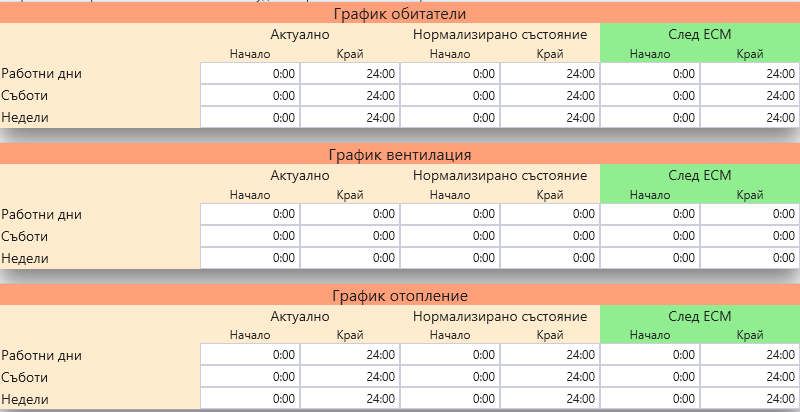 График обитатели
Актуално Нормализирано състояние След ЕСМ
Начало Край Начало Край Начало Край
Работни дни 0:00 24:00 0:00 24:00 0:00 24:00
Съботи 0:00 24:00 0:00 24:00 0:00 24:00
Недели 0:00 24:00 0:00 24:00 0:00 24:00
График вентилация
Актуално Нормализирано състояние След ЕСМ
Начало Край Начало Край Начало Край
Работни дни 0:00 0:00 0:00 0:00 0:00 0:00
Съботи 0:00 0:00 0:00 0:00 0:00 0:00
Недели 0:00 0:00 0:00 0:00 0:00 0:00
График отопление
Актуално Нормализирано състояние След ЕСМ
Начало Край Начало Край Начало Край
Работни дни 0:00 24:00 0:00 24:00 0:00 24:00
Съботи 0:00 24:00 0:00 24:00 0:00 24:00
Недели 0:00 24:00 0:00 24:00 0:00 24:00